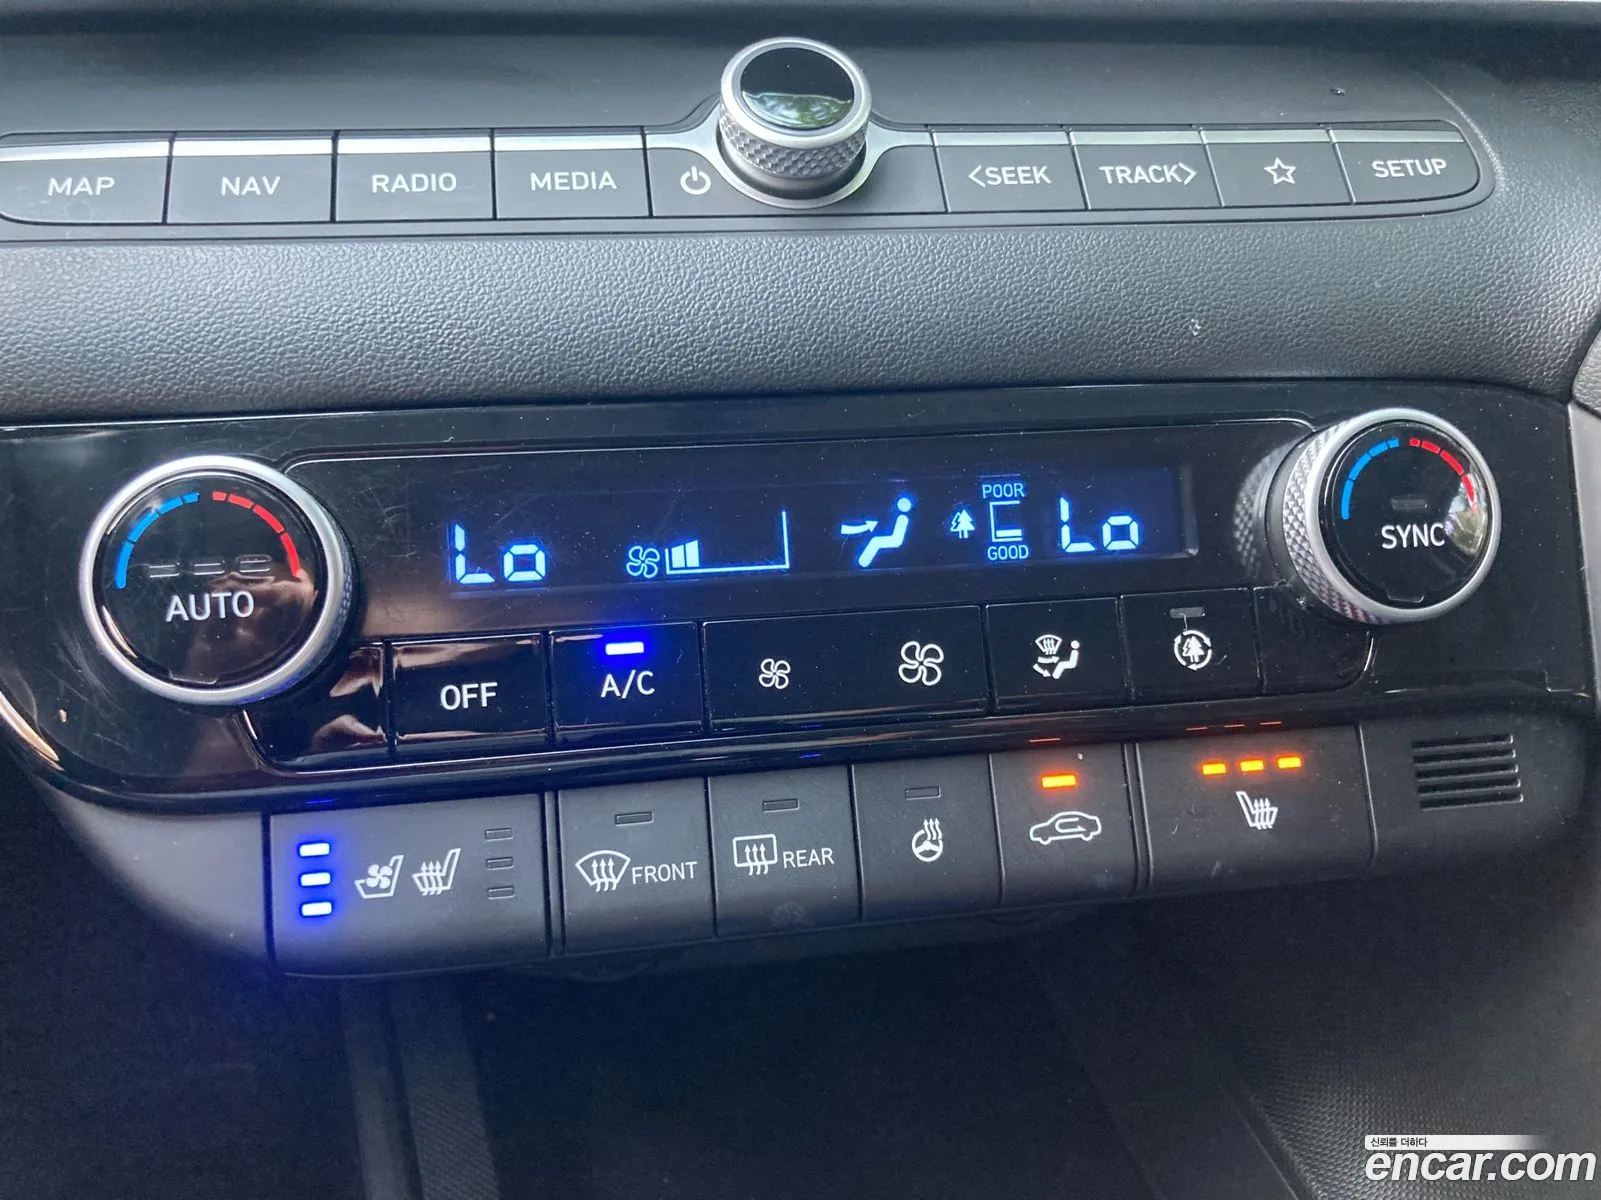 MAP
NAV
RADIO
MEDIA
<SEEK
TRACK>
SETUP
AUTO
Lo
POOR
GOOD
Lo
SYNC
OFF
A/C
FRONT
REAR
신뢰를 더하다
encar.com